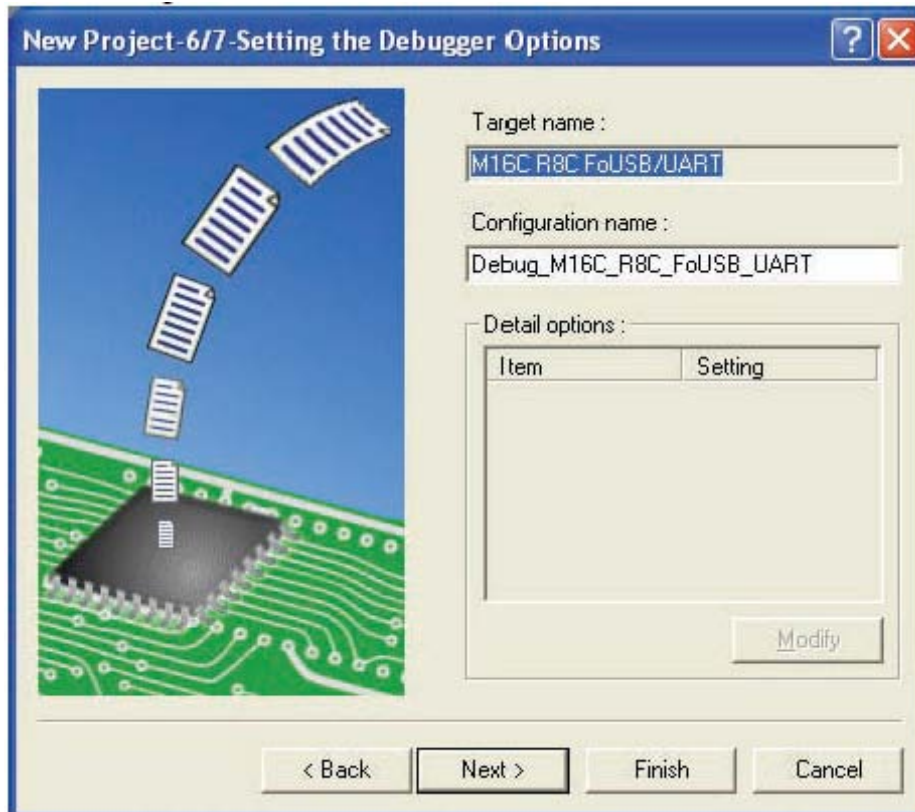 New Project-6/7-Setting the Debugger Options
Target name :
M16C R8C FoUSB/UART
Configuration name :
Debug_M16C_R8C_FoUSB_UART
Detail options :
Item Setting
Modify
< Back Next > Finish Cancel